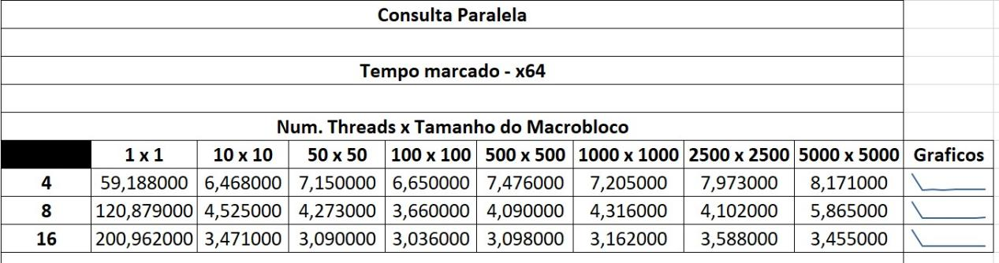 Consulta Paralela
Tempo marcado - x64
Num. Threads x Tamanho do Macrobloco
1 x 1 10 x 10 50 x 50 100 x 100 500 x 500 1000 x 1000 2500 x 2500 5000 x 5000 Graficos
4 59,188000 6,468000 7,150000 6,650000 7,476000 7,205000 7,973000 8,171000
8 120,879000 4,525000 4,273000 3,660000 4,090000 4,316000 4,102000 5,865000
16 200,962000 3,471000 3,090000 3,036000 3,098000 3,162000 3,588000 3,455000